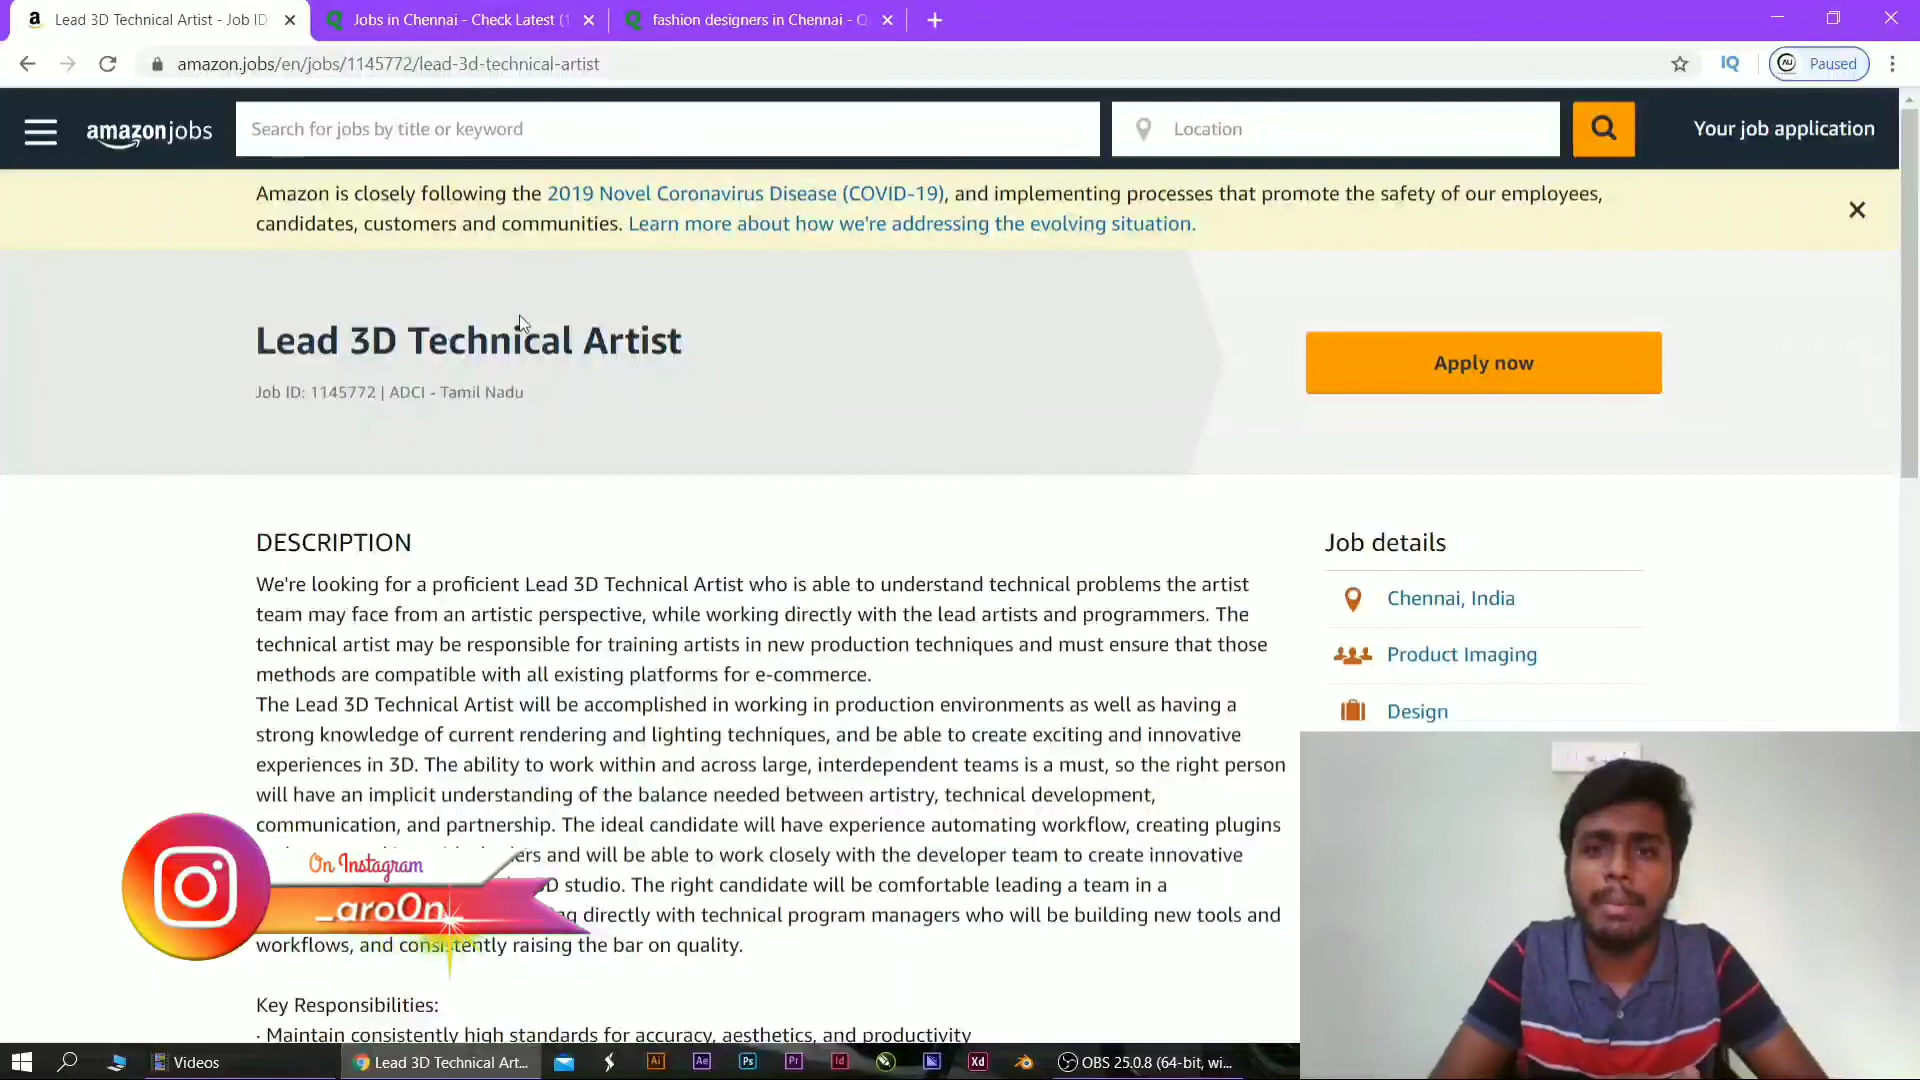 Lead 3D Technical Artist - Job ID
Jobs in Chennai - Check Latest (
fashion designers in Chennai - Q
amazon.jobs/en/jobs/1145772/lead-3d-technical-artist
IQ
Paused
amazonjobs
Search for jobs by title or keyword
Location
Your job application
Amazon is closely following the 2019 Novel Coronavirus Disease (COVID-19), and implementing processes that promote the safety of our employees,
candidates, customers and communities. Learn more about how we're addressing the evolving situation.
Lead 3D Technical Artist
Job ID: 1145772 | ADCI - Tamil Nadu
Apply now
DESCRIPTION
We're looking for a proficient Lead 3D Technical Artist who is able to understand technical problems the artist
team may face from an artistic perspective, while working directly with the lead artists and programmers. The
technical artist may be responsible for training artists in new production techniques and must ensure that those
methods are compatible with all existing platforms for e-commerce.
The Lead 3D Technical Artist will be accomplished in working in production environments as well as having a
strong knowledge of current rendering and lighting techniques, and be able to create exciting and innovative
experiences in 3D. The ability to work within and across large, interdependent teams is a must, so the right person
will have an implicit understanding of the balance needed between artistry, technical development,
communication, and partnership. The ideal candidate will have experience automating workflow, creating plugins
and will be able to work closely with the developer team to create innovative
studio. The right candidate will be comfortable leading a team in a
directly with technical program managers who will be building new tools and
workflows, and consistently raising the bar on quality.
Key Responsibilities:
· Maintain consistently high standards for accuracy, aesthetics, and productivity
Job details
Chennai, India
Product Imaging
Design
On Instagram
_aro0n_
Videos
Lead 3D Technical Art...
Ai
Ae
Ps
Pr
Id
Xd
OBS 25.0.8 (64-bit, wi...